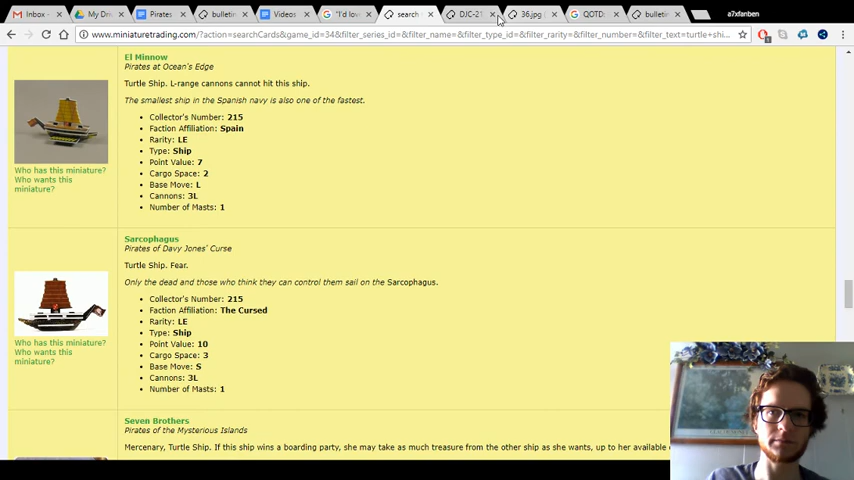 Inbox -
My Driv
Pirates
bulletin
Videos
"I'd lov
search
DJC-21
36.jpg
QOTD:
bulletin
a7xfanben
www.miniaturetrading.com/?action=searchCards&game_id=34&filter_series_id=&filter_name=&filter_type_id=&filter_rarity=&filter_number=&filter_text=turtle+shi...
El Minnow
Pirates at Ocean's Edge
Turtle Ship. L-range cannons cannot hit this ship.
The smallest ship in the Spanish navy is also one of the fastest.
• Collector's Number: 215
• Faction Affiliation: Spain
• Rarity: LE
• Type: Ship
• Point Value: 7
• Cargo Space: 2
• Base Move: L
• Cannons: 3L
• Number of Masts: 1
Who has this miniature?
Who wants this
miniature?
Sarcophagus
Pirates of Davy Jones' Curse
Turtle Ship. Fear.
Only the dead and those who think they can control them sail on the Sarcophagus.
• Collector's Number: 215
• Faction Affiliation: The Cursed
• Rarity: LE
• Type: Ship
• Point Value: 10
• Cargo Space: 3
• Base Move: S
• Cannons: 3L
• Number of Masts: 1
Who has this miniature?
Who wants this
miniature?
Seven Brothers
Pirates of the Mysterious Islands
Mercenary, Turtle Ship. If this ship wins a boarding party, she may take as much treasure from the other ship as she wants, up to her available